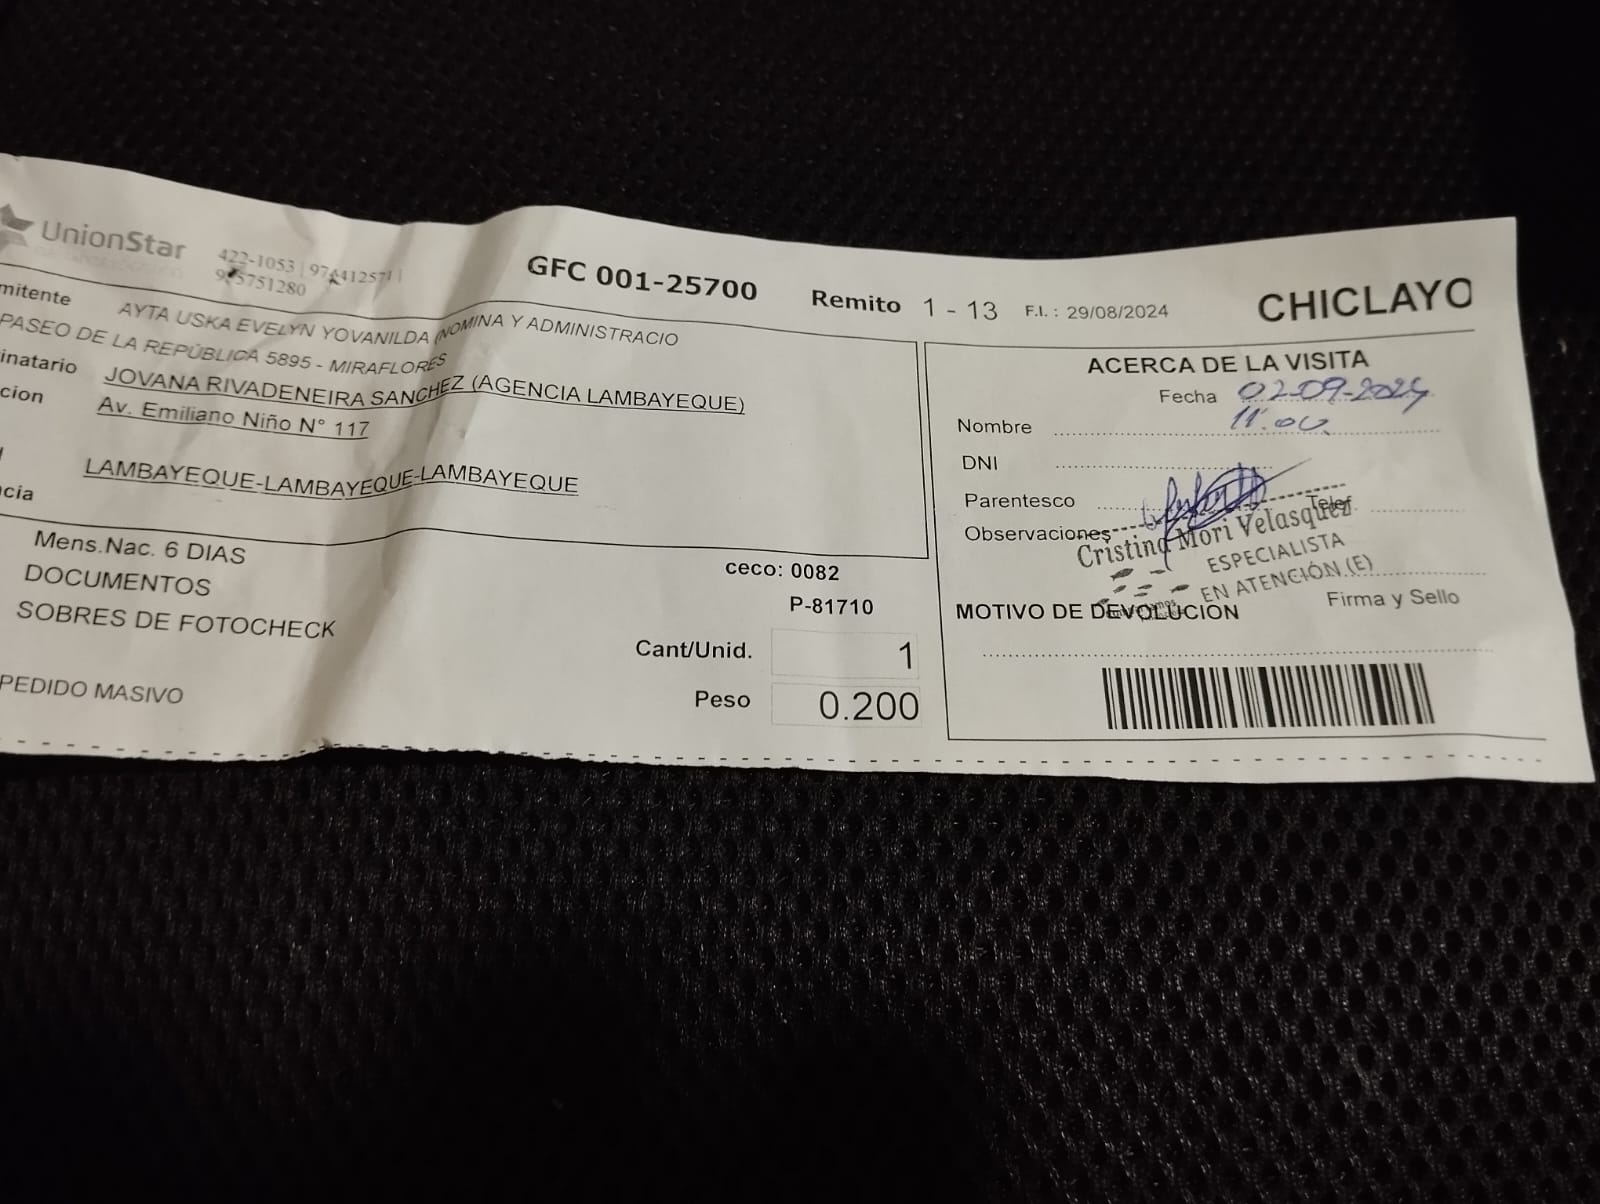 UnionStar
422-1053 | 974412571 |
GFC 001-25700
Remito 1 - 13
F.I. : 29/08/2024
CHICLAYO
mitente AYTA USKA EVELYN YOVANILDA (NOMINA Y ADMINISTRACIO
PASEO DE LA REPÚBLICA 5895 - MIRAFLORES
inatario JOVANA RIVADENEIRA SANCHEZ (AGENCIA LAMBAYEQUE)
cion Av. Emiliano Niño N° 117
LAMBAYEQUE-LAMBAYEQUE-LAMBAYEQUE
cia
Mens.Nac. 6 DIAS
DOCUMENTOS
SOBRES DE FOTOCHECK
PEDIDO MASIVO
ceco: 0082
P-81710
Cant/Unid. 1
Peso 0.200
ACERCA DE LA VISITA
Fecha 02-09-2024
11:00
Nombre
DNI
Parentesco
Telef
Observaciones
Cristina Mori Velasquez
ESPECIALISTA
EN ATENCIÓN (E)
Firma y Sello
MOTIVO DE DEVOLUCION